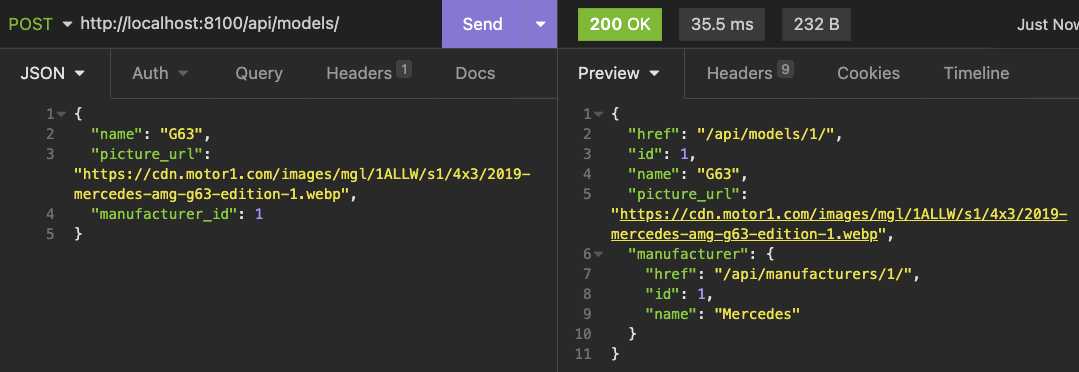 POST http://localhost:8100/api/models/ Send
JSON Auth Query Headers 1 Docs
1 {
2 "name": "G63",
3 "picture_url":
"https://cdn.motor1.com/images/mgl/1ALLW/s1/4x3/2019-
mercedes-amg-g63-edition-1.webp",
4 "manufacturer_id": 1
5 }
200 OK 35.5 ms 232 B Just Now
Preview Headers 9 Cookies Timeline
1 {
2 "href": "/api/models/1/",
3 "id": 1,
4 "name": "G63",
5 "picture_url":
"https://cdn.motor1.com/images/mgl/1ALLW/s1/4x3/2019-
mercedes-amg-g63-edition-1.webp",
6 "manufacturer": {
7 "href": "/api/manufacturers/1/",
8 "id": 1,
9 "name": "Mercedes"
10 }
11 }